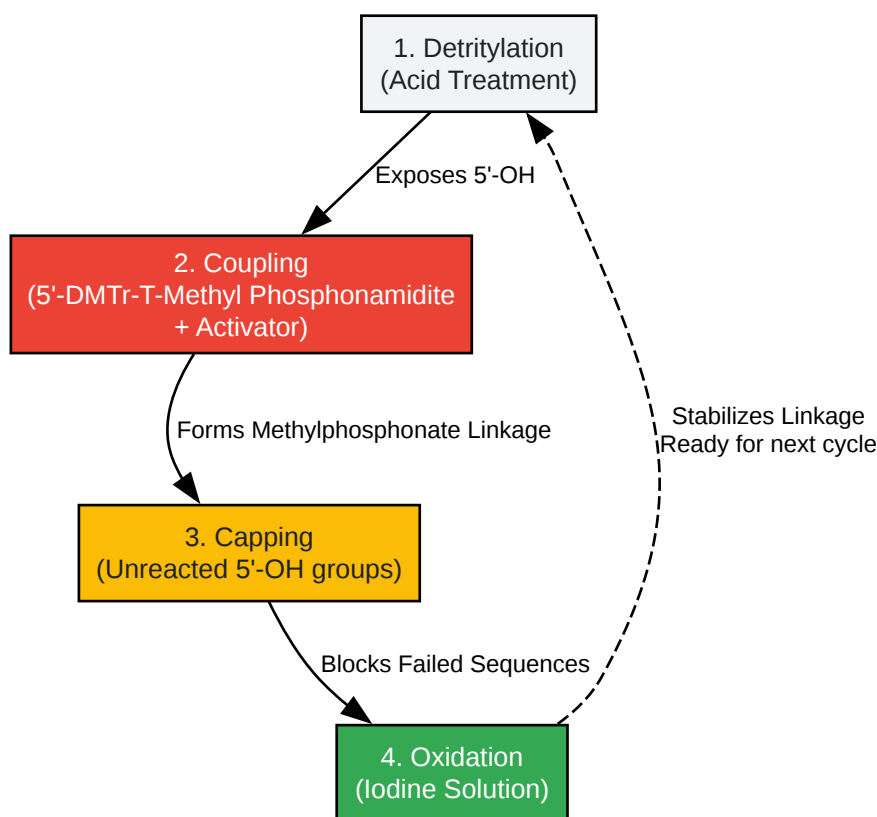 1. Detritylation
(Acid Treatment)
Exposes 5'-OH
2. Coupling
(5'-DMTr-T-Methyl Phosphonamidite
+ Activator)
Forms Methylphosphonate Linkage
Stabilizes Linkage
Ready for next cycle
3. Capping
(Unreacted 5'-OH groups)
Blocks Failed Sequences
4. Oxidation
(Iodine Solution)